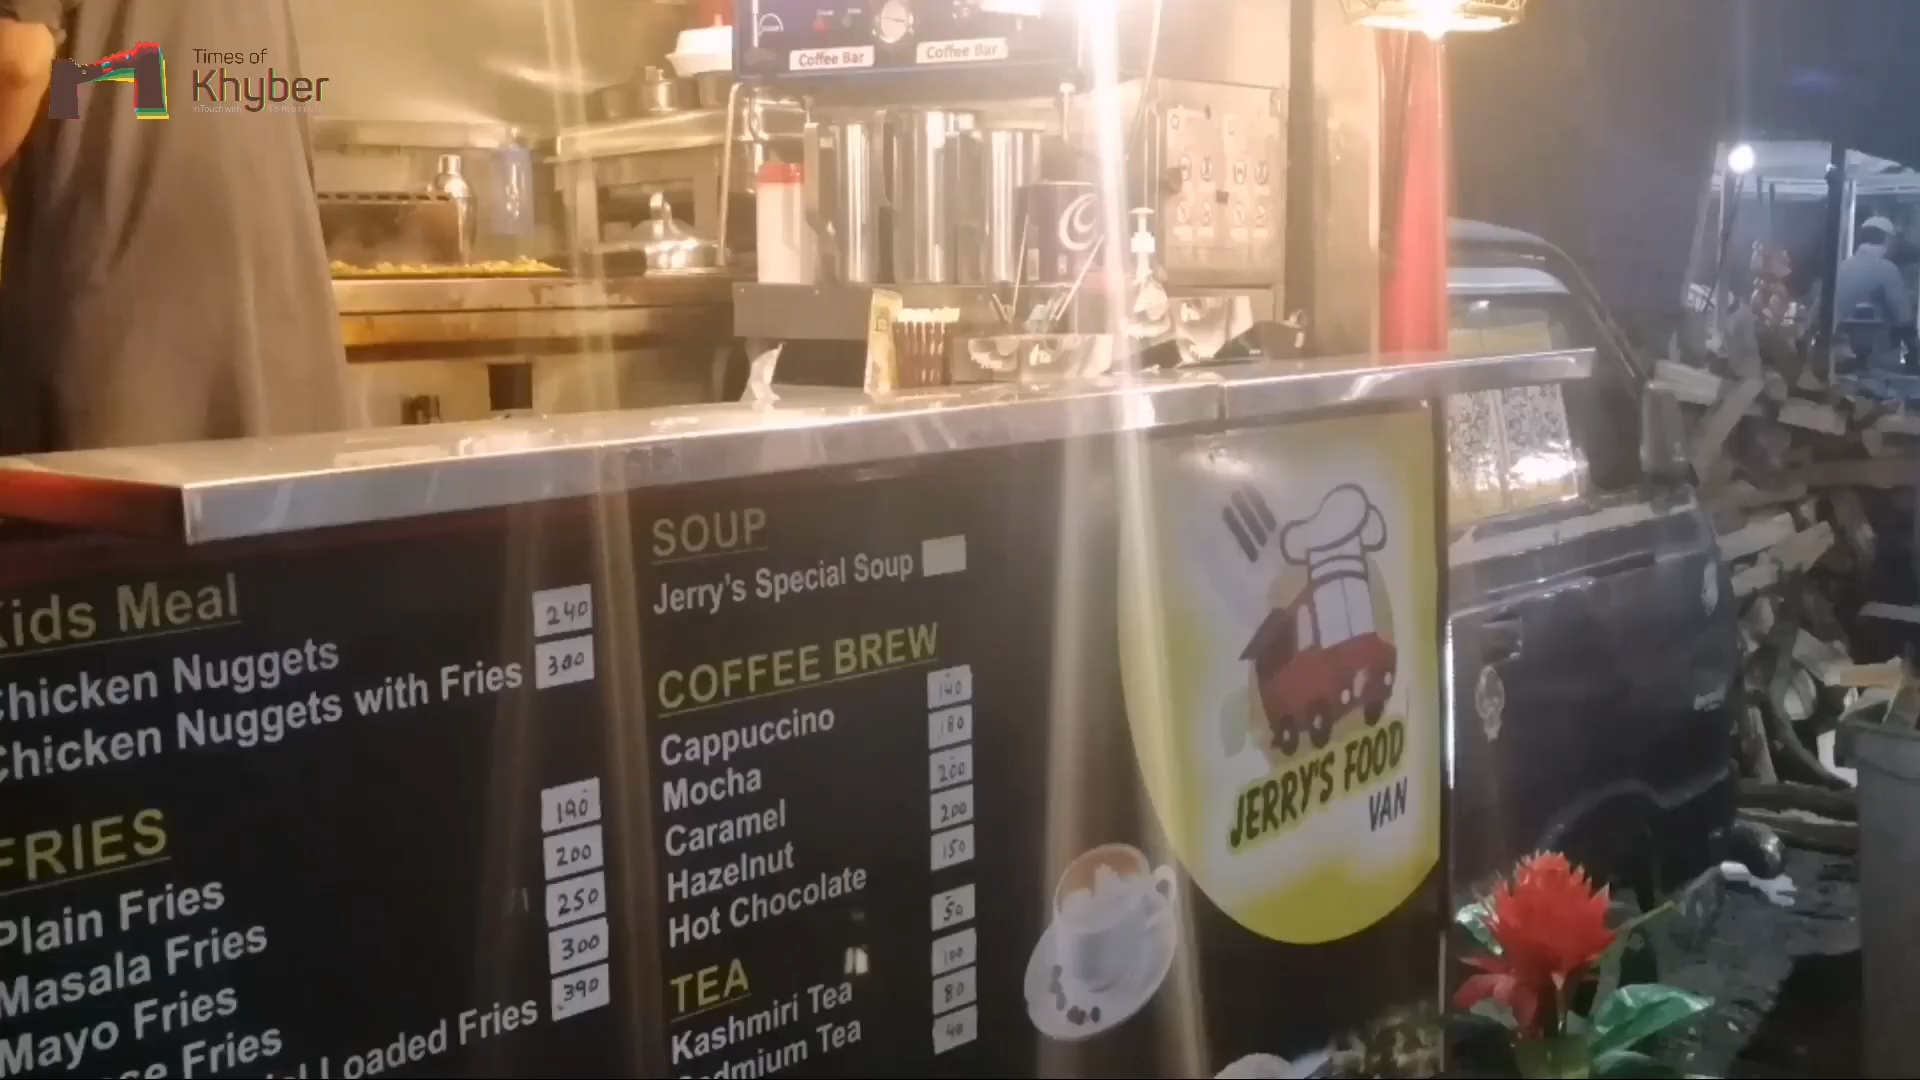 Times of
Khyber
Coffee Bar
Coffee Bar
Kids Meal
Chicken Nuggets 240
Chicken Nuggets with Fries 300
FRIES
Plain Fries 190
Masala Fries 200
Mayo Fries 250
Fries 300
Loaded Fries 390
SOUP
Jerry's Special Soup
COFFEE BREW
Cappuccino 140
Mocha 180
Caramel 200
Hazelnut 200
Hot Chocolate 150
TEA
50
Kashmiri Tea 100
Tea 80
40
JERRY'S FOOD
VAN